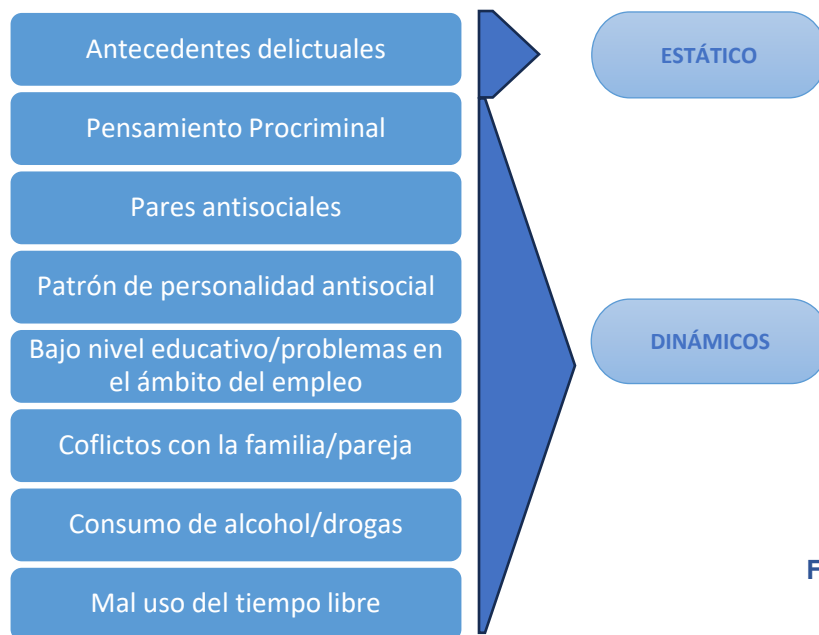 Antecedentes delictuales
ESTÁTICO
Pensamiento Procriminal
Pares antisociales
Patrón de personalidad antisocial
DINÁMICOS
Bajo nivel educativo/problemas en
el ámbito del empleo
Coflictos con la familia/pareja
Consumo de alcohol/drogas
F
Mal uso del tiempo libre